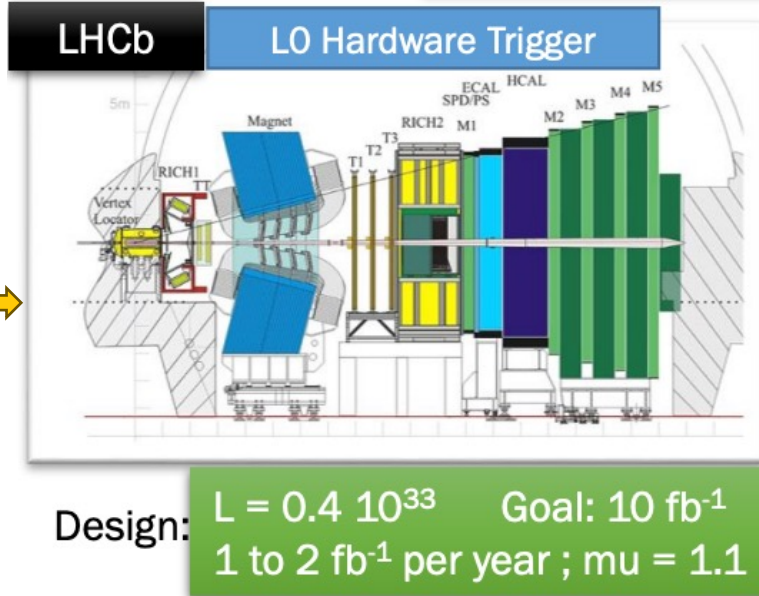 LHCb
L0 Hardware Trigger
5m
Magnet
RICH1
TT
Vertex
Locator
T1
T2
T3
RICH2
SPD/PS
M1
ECAL
HCAL
M2
M3
M4
M5
Design:
L = 0.4 10³³ Goal: 10 fb⁻¹
1 to 2 fb⁻¹ per year ; mu = 1.1